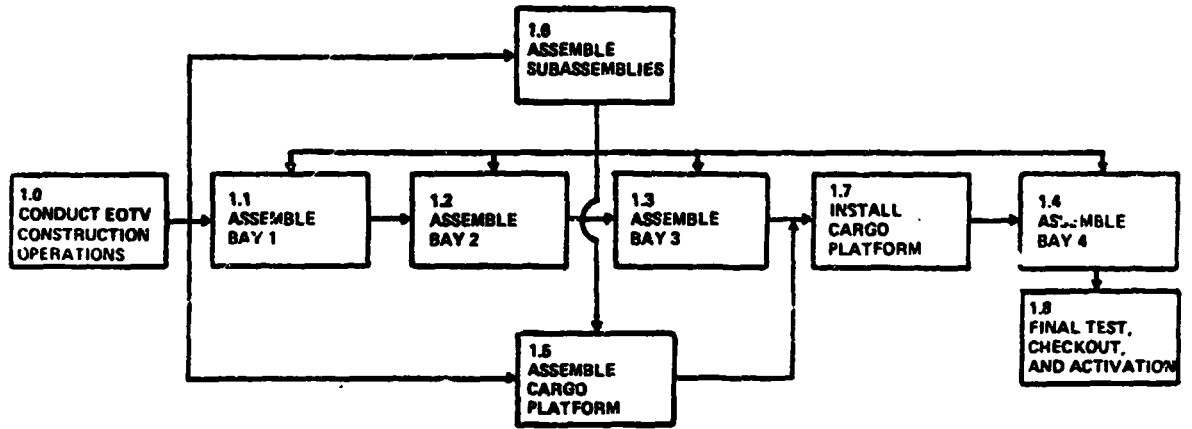 1.6
ASSEMBLE
SUBASSEMBLIES
1.0
CONDUCT EOTV
CONSTRUCTION
OPERATIONS
1.1
ASSEMBLE
BAY 1
1.2
ASSEMBLE
BAY 2
1.3
ASSEMBLE
BAY 3
1.7
INSTALL
CARGO
PLATFORM
1.4
ASSEMBLE
BAY 4
1.5
ASSEMBLE
CARGO
PLATFORM
1.8
FINAL TEST,
CHECKOUT,
AND ACTIVATION